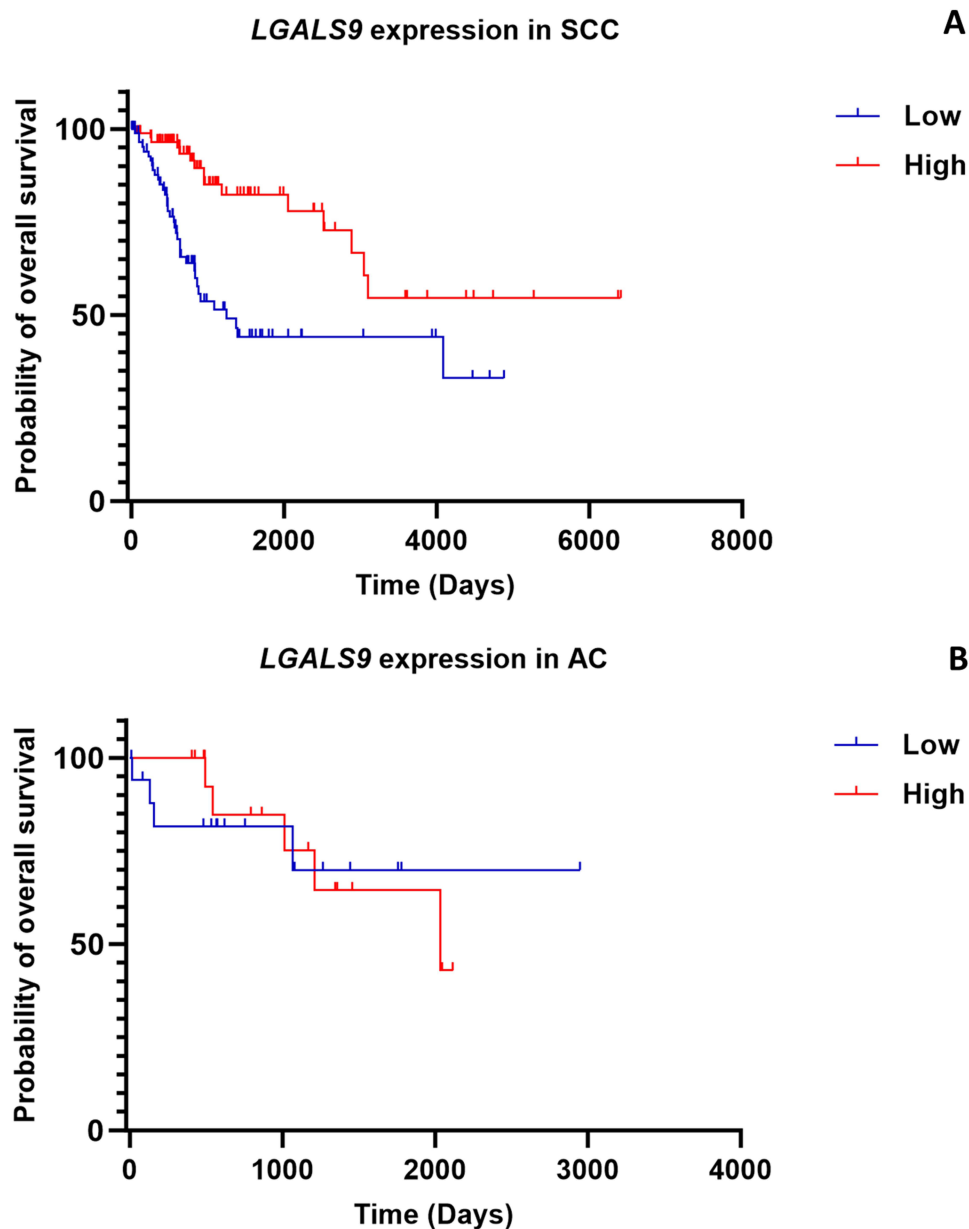 LGALS9 expression in SCC
A
Low
High
Probability of overall survival
100
50
0
0 2000 4000 6000 8000
Time (Days)
LGALS9 expression in AC
B
Low
High
Probability of overall survival
100
50
0
0 1000 2000 3000 4000
Time (Days)